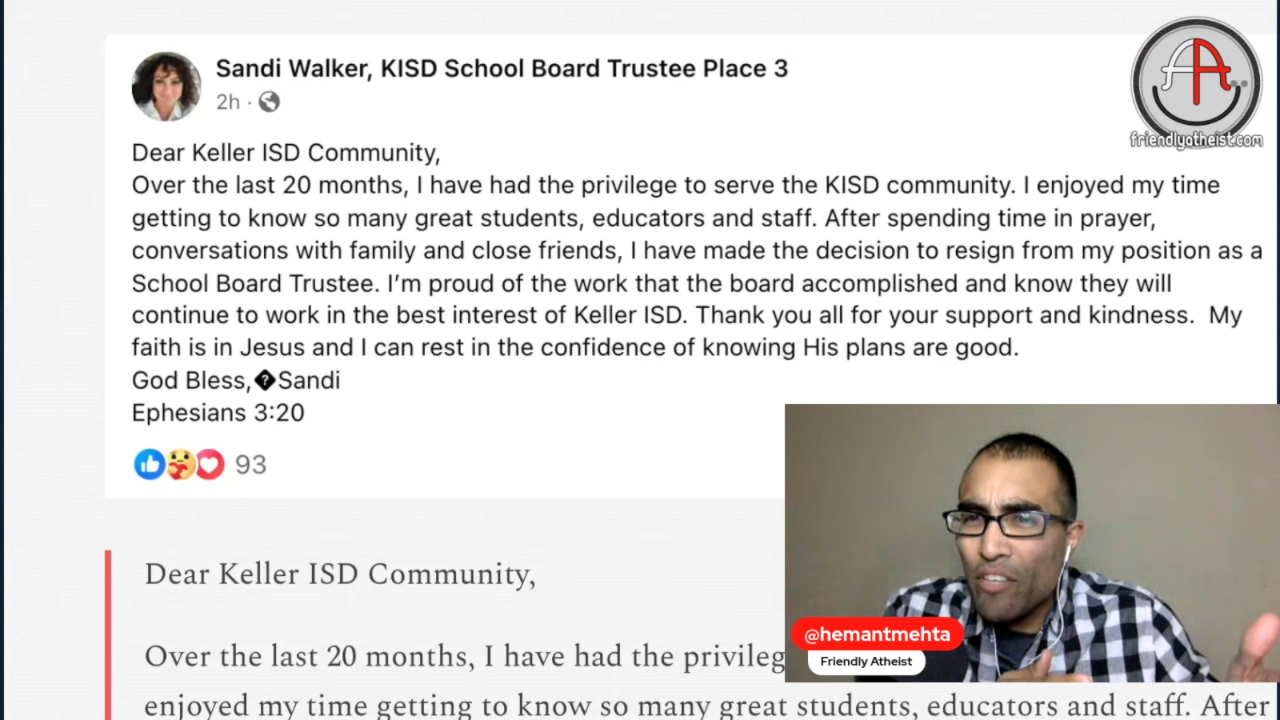 Sandi Walker, KISD School Board Trustee Place 3
2h ·
friendlyatheist.com
Dear Keller ISD Community,
Over the last 20 months, I have had the privilege to serve the KISD community. I enjoyed my time
getting to know so many great students, educators and staff. After spending time in prayer,
conversations with family and close friends, I have made the decision to resign from my position as a
School Board Trustee. I’m proud of the work that the board accomplished and know they will
continue to work in the best interest of Keller ISD. Thank you all for your support and kindness. My
faith is in Jesus and I can rest in the confidence of knowing His plans are good.
God Bless,�Sandi
Ephesians 3:20
93
Dear Keller ISD Community,
Over the last 20 months, I have had the privileg
enjoyed my time getting to know so many great students, educators and staff. After
@hemantmehta
Friendly Atheist